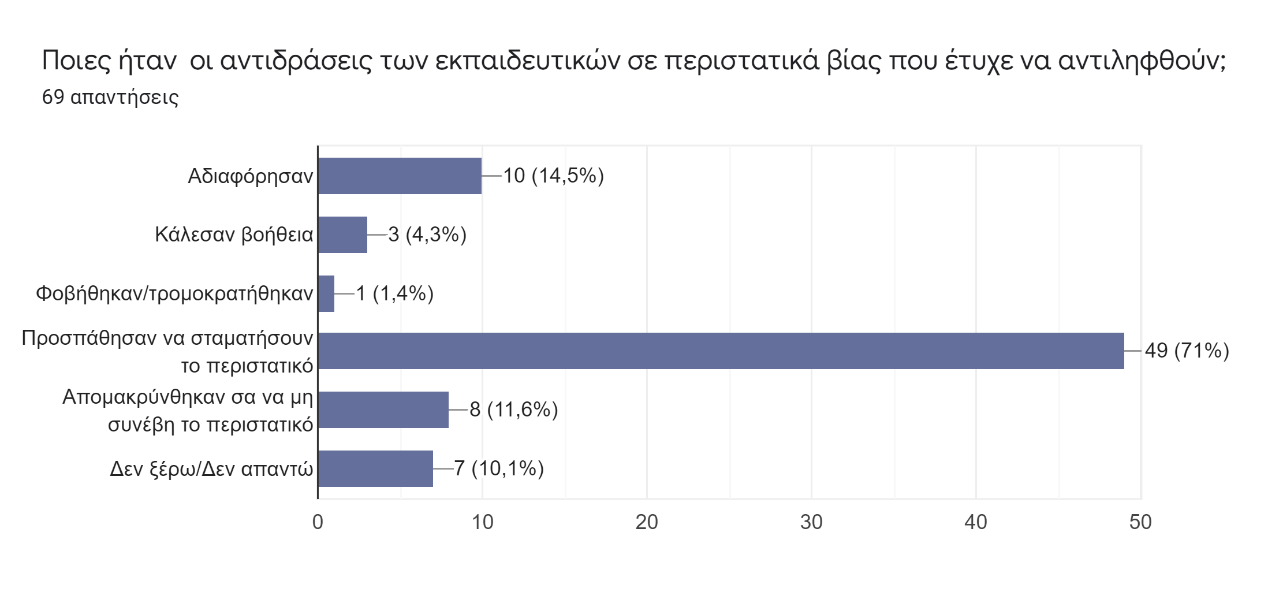 Ποιες ήταν  οι αντιδράσεις των εκπαιδευτικών σε περιστατικά βίας που έτυχε να αντιληφθούν;
69 απαντήσεις
Αδιαφόρησαν
10 (14,5%)
Κάλεσαν βοήθεια
3 (4,3%)
Φοβήθηκαν/τρομοκρατήθηκαν
1 (1,4%)
Προσπάθησαν να σταματήσουν
το περιστατικό
49 (71%)
Απομακρύνθηκαν σα να μη
συνέβη το περιστατικό
8 (11,6%)
Δεν ξέρω/Δεν απαντώ
7 (10,1%)
0 10 20 30 40 50